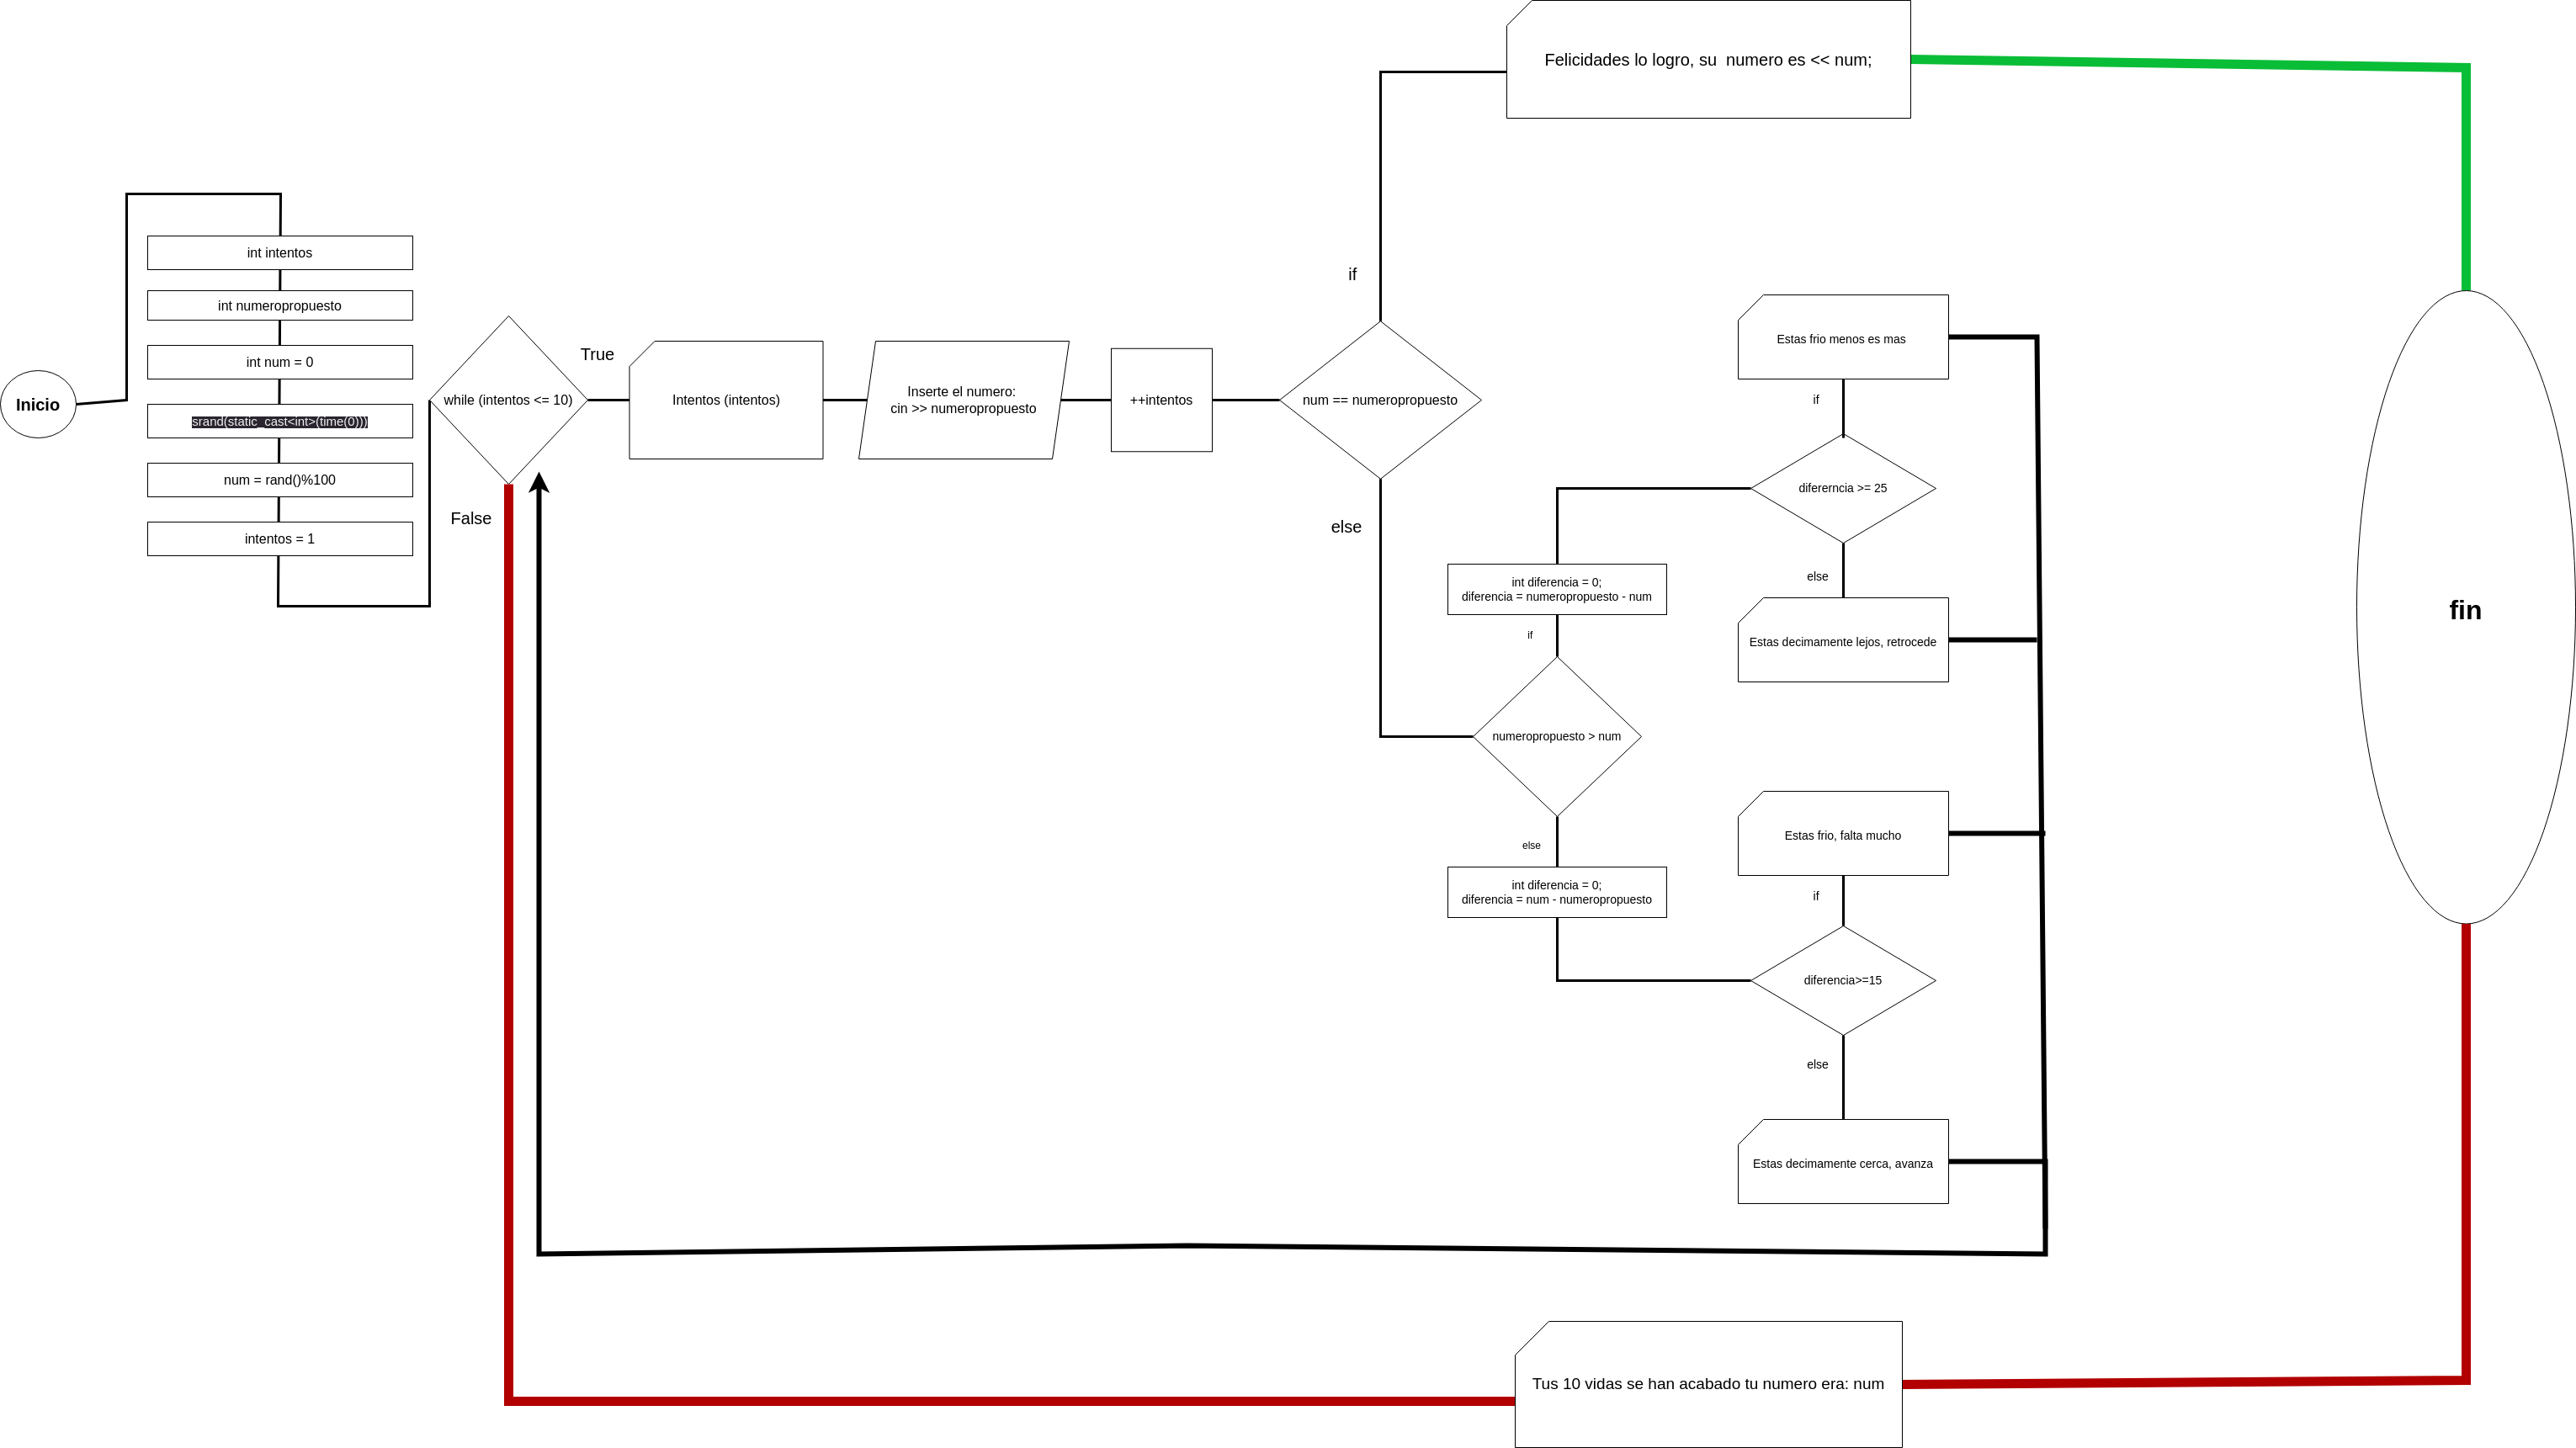 Inicio
int intentos
int numeropropuesto
int num = 0
srand(static_cast<int>(time(0)))
num = rand()%100
intentos = 1
while (intentos <= 10)
True
False
Intentos (intentos)
Inserte el numero:
cin >> numeropropuesto
++intentos
num == numeropropuesto
if
Felicidades lo logro, su  numero es << num;
else
numeropropuesto > num
if
int diferencia = 0;
diferencia = numeropropuesto - num
difererncia >= 25
if
Estas frio menos es mas
else
Estas decimamente lejos, retrocede
else
int diferencia = 0;
diferencia = num - numeropropuesto
diferencia>=15
if
Estas frio, falta mucho
else
Estas decimamente cerca, avanza
Tus 10 vidas se han acabado tu numero era: num
fin